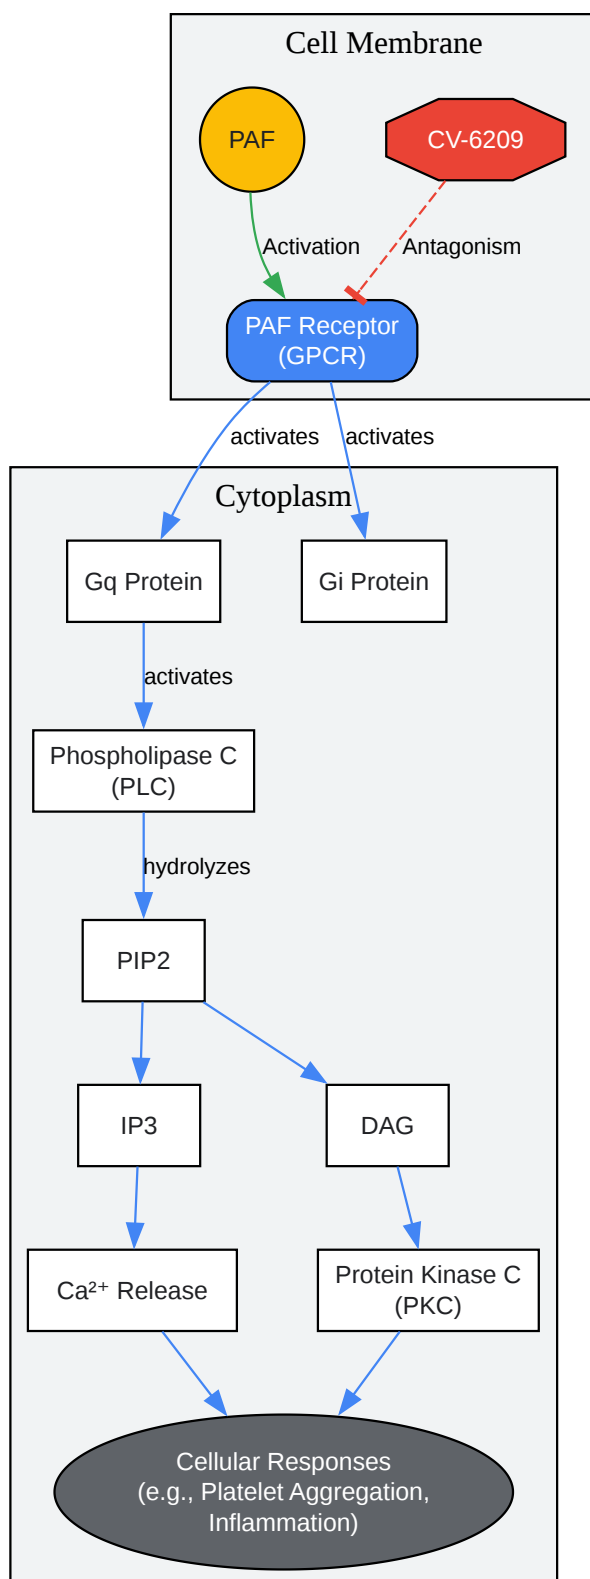 Cell Membrane
PAF
CV-6209
Activation
Antagonism
PAF Receptor
(GPCR)
activates
activates
Cytoplasm
Gq Protein
Gi Protein
activates
Phospholipase C
(PLC)
hydrolyzes
PIP2
IP3
DAG
Ca²⁺ Release
Protein Kinase C
(PKC)
Cellular Responses
(e.g., Platelet Aggregation,
Inflammation)